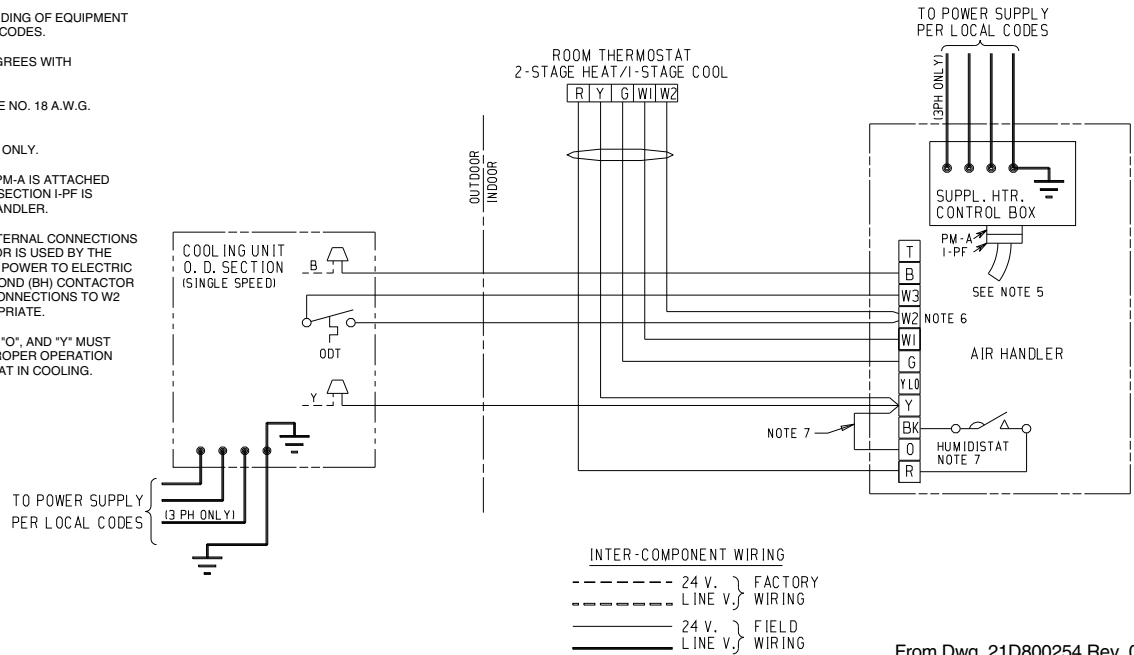 DING OF EQUIPMENT
CODES.
GREES WITH
E NO. 18 A.W.G.
ONLY.
PM-A IS ATTACHED
SECTION I-PF IS
ANDLER.
TERNAL CONNECTIONS
OR IS USED BY THE
POWER TO ELECTRIC
OND (BH) CONTACTOR
ONNECTIONS TO W2
PRIATE.
"O", AND "Y" MUST
ROPER OPERATION
AT IN COOLING.
ROOM THERMOSTAT
2-STAGE HEAT/1-STAGE COOL
R Y G W1 W2
TO POWER SUPPLY
PER LOCAL CODES
(3PH ONLY)
OUTDOOR
INDOOR
COOLING UNIT
O. D. SECTION
(SINGLE SPEED)
B
ODT
Y
TO POWER SUPPLY
PER LOCAL CODES
(3 PH ONLY)
SUPPL. HTR.
CONTROL BOX
PM-A
I-PF
SEE NOTE 5
T
B
W3
W2 NOTE 6
W1
G
YLO
Y
BK
O
R
AIR HANDLER
NOTE 7
HUMIDISTAT
NOTE 7
INTER-COMPONENT WIRING
24 V. FACTORY
LINE V. WIRING
24 V. FIELD
LINE V. WIRING
From Dwg. 21D800254 Rev. 0